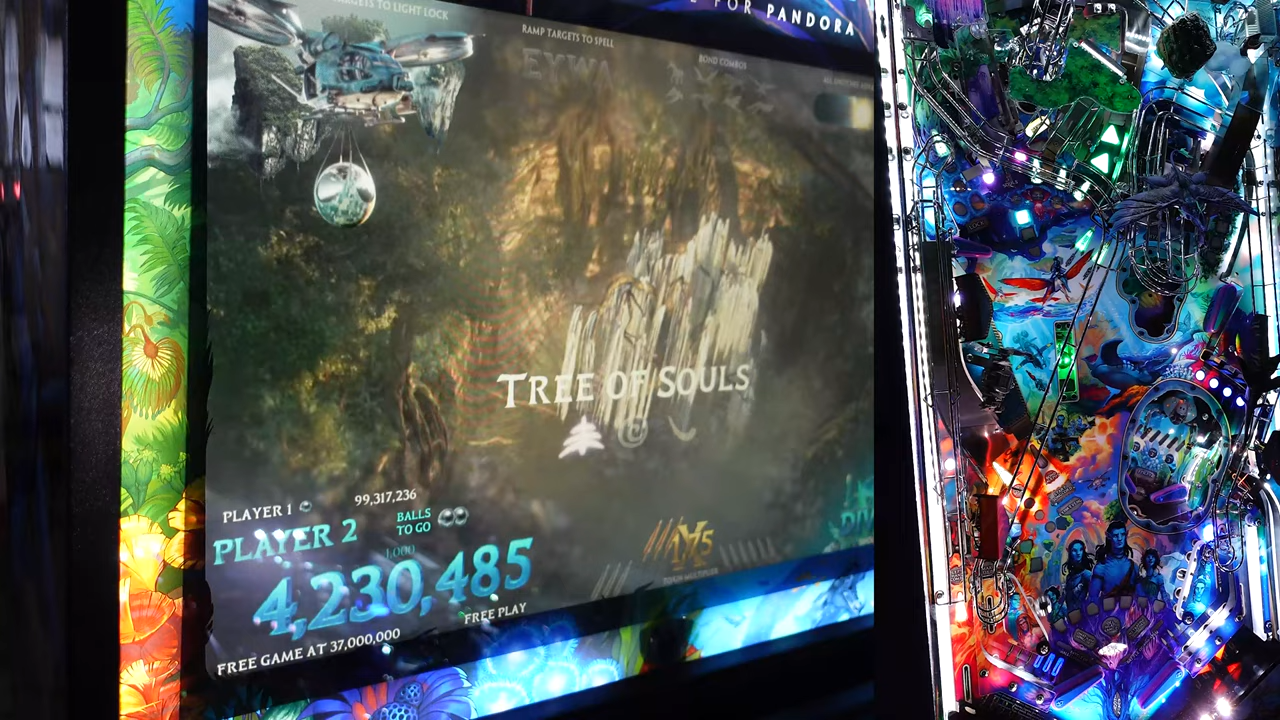 TARGETS TO LIGHT LOCK
RAMP TARGETS TO SPELL
EYWA
BOND COMBOS
FOR PANDORA
TREE OF SOULS
PLAYER 1
99,317,236
PLAYER 2
BALLS
TO GO
1,000
4,230,485
FREE PLAY
FREE GAME AT 37,000,000